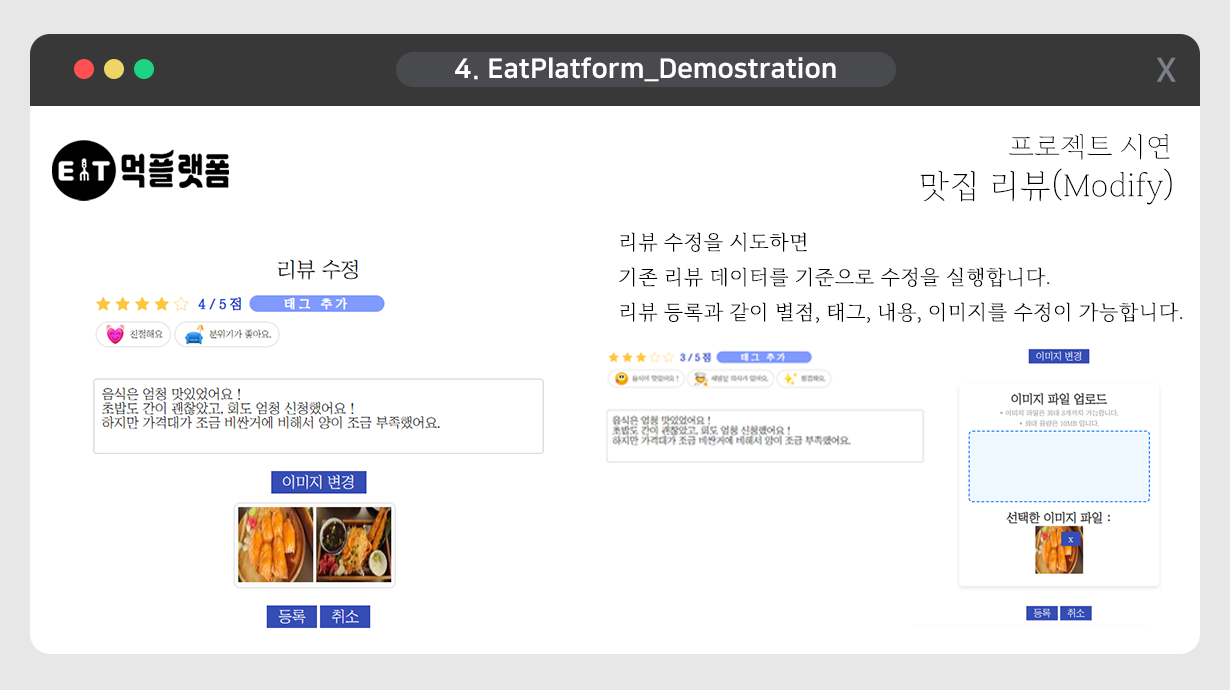 4. EatPlatform_Demostration
X
EAT 먹플랫폼
프로젝트 시연
맛집 리뷰(Modify)
리뷰 수정을 시도하면
기존 리뷰 데이터를 기준으로 수정을 실행합니다.
리뷰 등록과 같이 별점, 태그, 내용, 이미지를 수정이 가능합니다.
리뷰 수정
4/5점 태그 추가
친절해요 분위기가 좋아요.
음식은 엄청 맛있었어요 !
초밥도 간이 괜찮았고, 회도 엄청 신청했어요 !
하지만 가격대가 조금 비싼거에 비해서 양이 조금 부족했어요.
이미지 변경
등록 취소
3/5점 태그 추가
음식이 맛있어요 !
음식은 엄청 맛있었어요 !
초밥도 간이 괜찮았고, 회도 엄청 신청했어요 !
하지만 가격대가 조금 비싼거에 비해서 양이 조금 부족했어요.
이미지 변경
이미지 파일 업로드
• 이미지 파일은 최대 3개까지 가능합니다.
• 최대 용량은 10MB 입니다.
선택한 이미지 파일 :
x
등록 취소